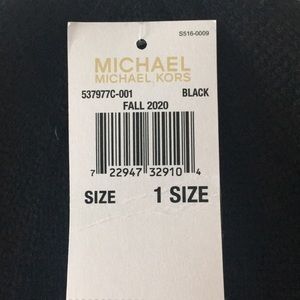 S516-0009
MICHAEL
MICHAEL KORS
537977C-001 BLACK
FALL 2020
7 22947 32910 4
SIZE 1 SIZE